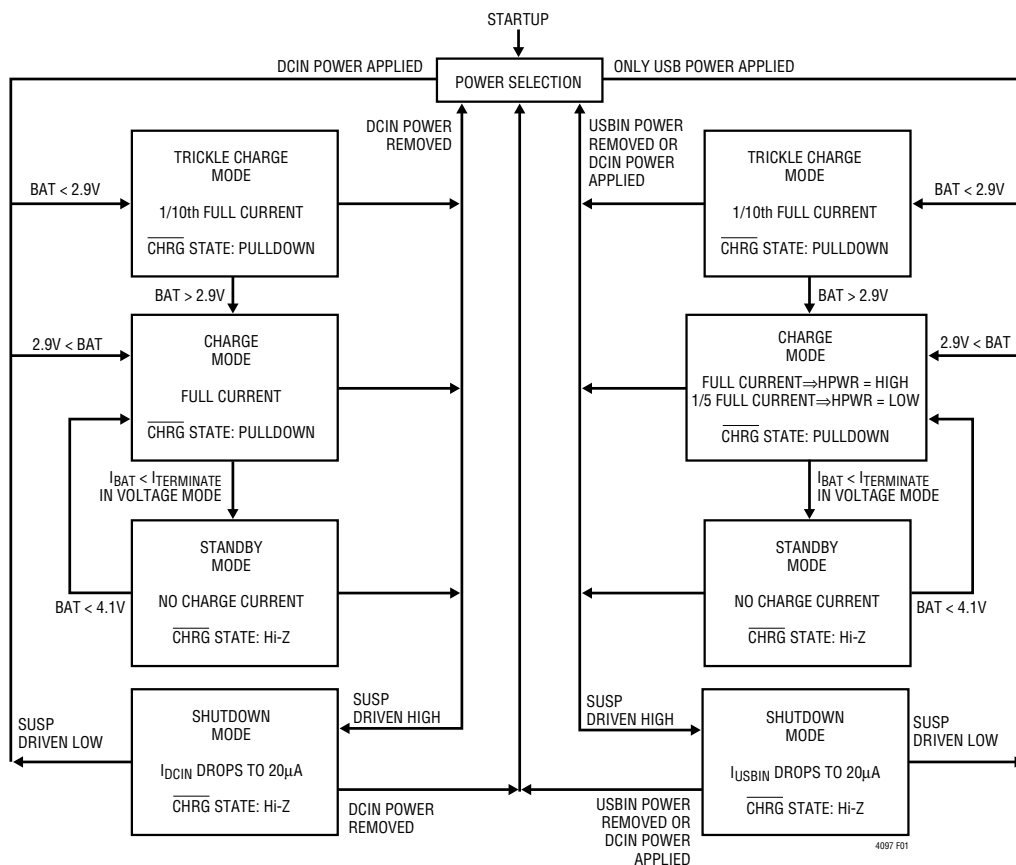 STARTUP
DCIN POWER APPLIED
POWER SELECTION
ONLY USB POWER APPLIED
DCIN POWER
REMOVED
USBIN POWER
REMOVED OR
DCIN POWER
APPLIED
TRICKLE CHARGE
MODE
1/10th FULL CURRENT
CHRG STATE: PULLDOWN
BAT < 2.9V
BAT > 2.9V
CHARGE
MODE
FULL CURRENT
CHRG STATE: PULLDOWN
2.9V < BAT
IBAT < ITERMINATE
IN VOLTAGE MODE
STANDBY
MODE
NO CHARGE CURRENT
CHRG STATE: Hi-Z
BAT < 4.1V
SHUTDOWN
MODE
IDCIN DROPS TO 20µA
CHRG STATE: Hi-Z
SUSP
DRIVEN LOW
SUSP
DRIVEN HIGH
DCIN POWER
REMOVED
TRICKLE CHARGE
MODE
1/10th FULL CURRENT
CHRG STATE: PULLDOWN
BAT < 2.9V
BAT > 2.9V
CHARGE
MODE
FULL CURRENT⇒HPWR = HIGH
1/5 FULL CURRENT⇒HPWR = LOW
CHRG STATE: PULLDOWN
2.9V < BAT
IBAT < ITERMINATE
IN VOLTAGE MODE
STANDBY
MODE
NO CHARGE CURRENT
CHRG STATE: Hi-Z
BAT < 4.1V
SUSP
DRIVEN HIGH
SHUTDOWN
MODE
IUSBIN DROPS TO 20µA
CHRG STATE: Hi-Z
SUSP
DRIVEN LOW
USBIN POWER
REMOVED OR
DCIN POWER
APPLIED
4097 F01